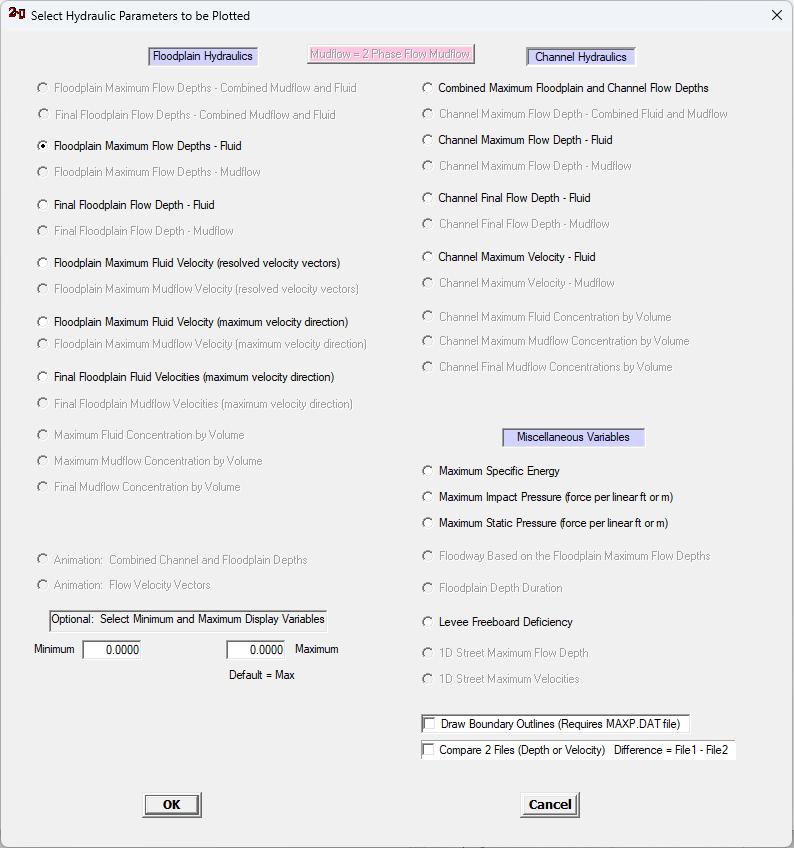 Select Hydraulic Parameters to be Plotted
Floodplain Hydraulics
Mudflow = 2 Phase Flow Mudflow
Channel Hydraulics
Floodplain Maximum Flow Depths - Combined Mudflow and Fluid
Final Floodplain Flow Depths - Combined Mudflow and Fluid
Floodplain Maximum Flow Depths - Fluid
Floodplain Maximum Flow Depths - Mudflow
Final Floodplain Flow Depth - Fluid
Final Floodplain Flow Depth - Mudflow
Floodplain Maximum Fluid Velocity (resolved velocity vectors)
Floodplain Maximum Mudflow Velocity (resolved velocity vectors)
Floodplain Maximum Fluid Velocity (maximum velocity direction)
Floodplain Maximum Mudflow Velocity (maximum velocity direction)
Final Floodplain Fluid Velocities (maximum velocity direction)
Final Floodplain Mudflow Velocities (maximum velocity direction)
Maximum Fluid Concentration by Volume
Maximum Mudflow Concentration by Volume
Final Mudflow Concentration by Volume
Animation: Combined Channel and Floodplain Depths
Animation: Flow Velocity Vectors
Optional: Select Minimum and Maximum Display Variables
Minimum 0.0000 0.0000 Maximum
Default = Max
Combined Maximum Floodplain and Channel Flow Depths
Channel Maximum Flow Depth - Combined Fluid and Mudflow
Channel Maximum Flow Depth - Fluid
Channel Maximum Flow Depth - Mudflow
Channel Final Flow Depth - Fluid
Channel Final Flow Depth - Mudflow
Channel Maximum Velocity - Fluid
Channel Maximum Velocity - Mudflow
Channel Maximum Fluid Concentration by Volume
Channel Maximum Mudflow Concentration by Volume
Channel Final Mudflow Concentrations by Volume
Miscellaneous Variables
Maximum Specific Energy
Maximum Impact Pressure (force per linear ft or m)
Maximum Static Pressure (force per linear ft or m)
Floodway Based on the Floodplain Maximum Flow Depths
Floodplain Depth Duration
Levee Freeboard Deficiency
1D Street Maximum Flow Depth
1D Street Maximum Velocities
Draw Boundary Outlines (Requires MAXP.DAT file)
Compare 2 Files (Depth or Velocity) Difference = File1 - File2
OK
Cancel